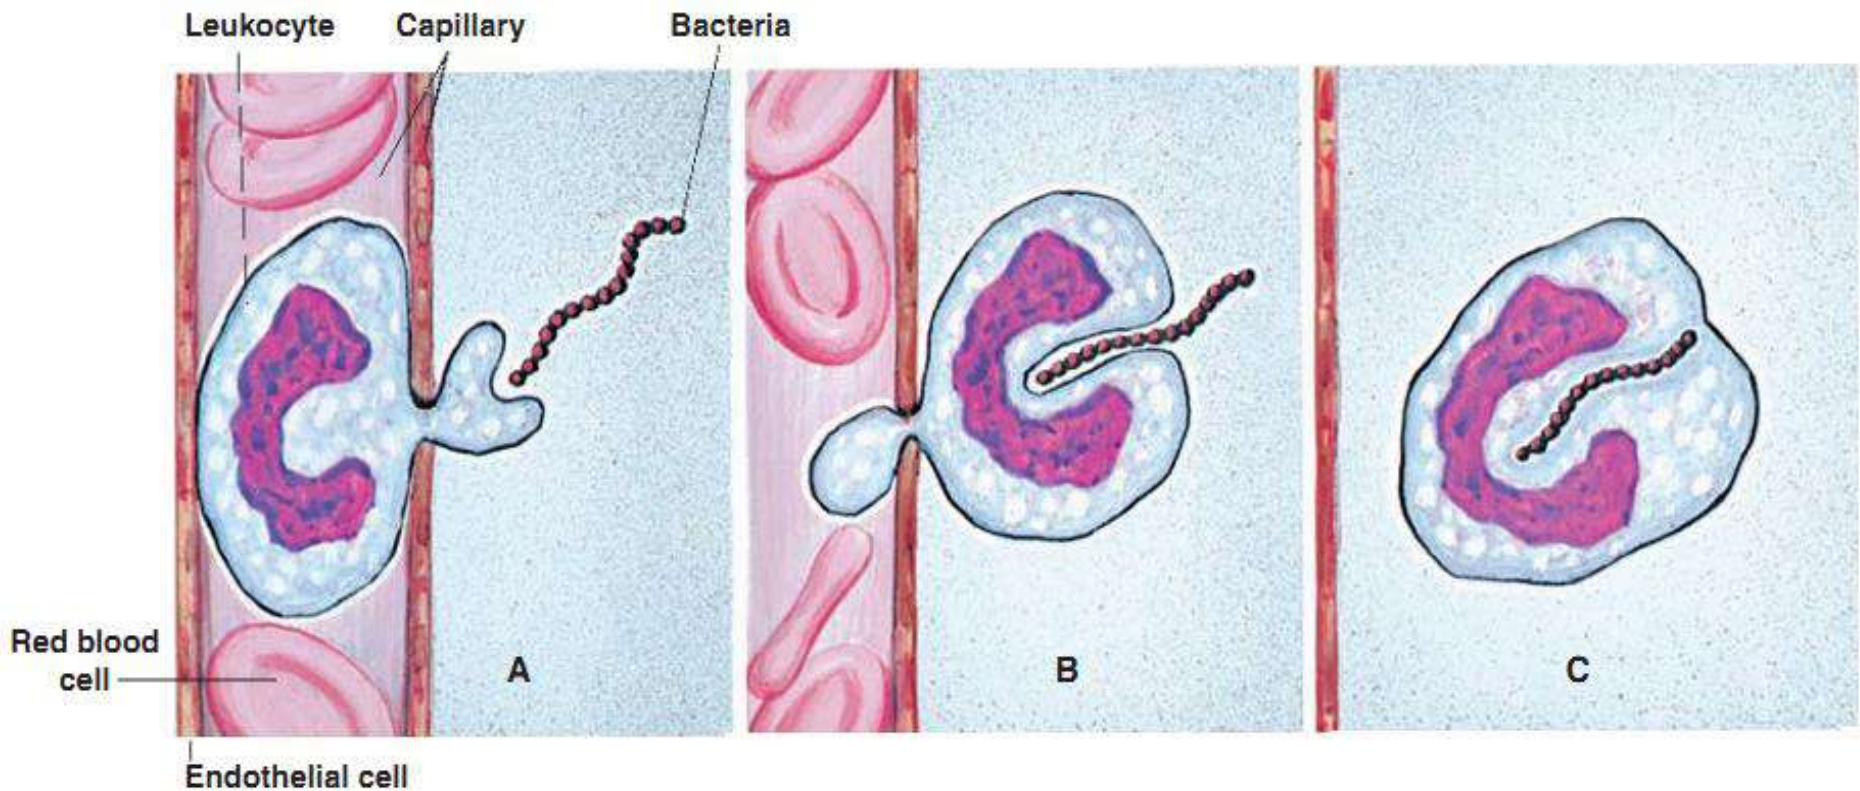 Leukocyte
Capillary
Bacteria
Red blood
cell
A
B
C
Endothelial cell